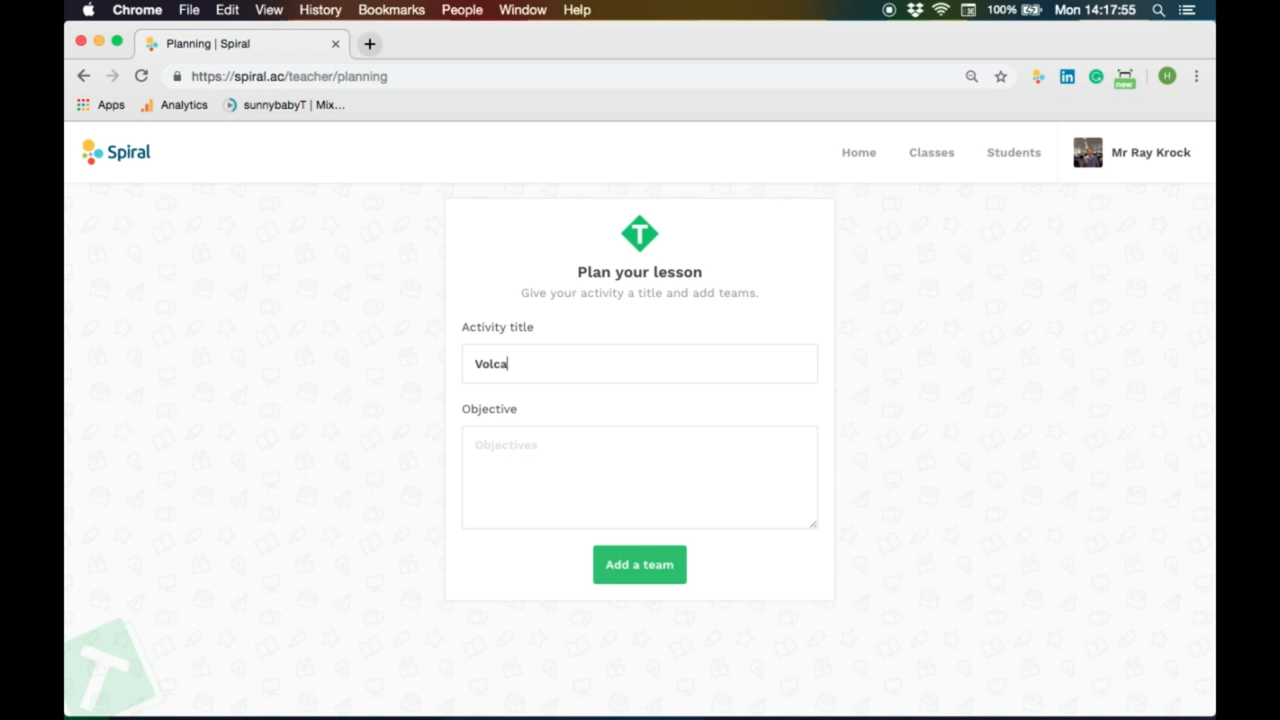 Chrome File Edit View History Bookmarks People Window Help 100% Mon 14:17:55
Planning | Spiral
https://spiral.ac/teacher/planning
new
H
Apps Analytics sunnybabyT | Mix...
Spiral
Home Classes Students Mr Ray Krock
T
Plan your lesson
Give your activity a title and add teams.
Activity title
Volca
Objective
Objectives
Add a team
T